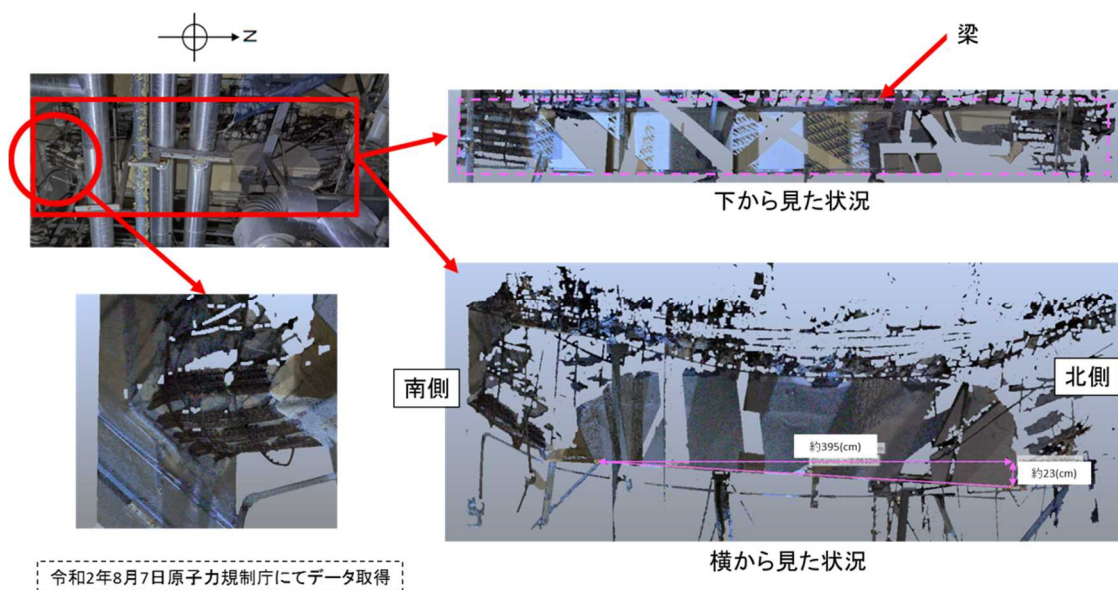 N
梁
下から見た状況
南側
北側
約395(cm)
約23(cm)
横から見た状況
令和2年8月7日原子力規制庁にてデータ取得